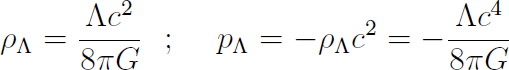 ρ_Λ = Λc²/8πG ; p_Λ = −ρ_Λc² = −Λc⁴/8πG